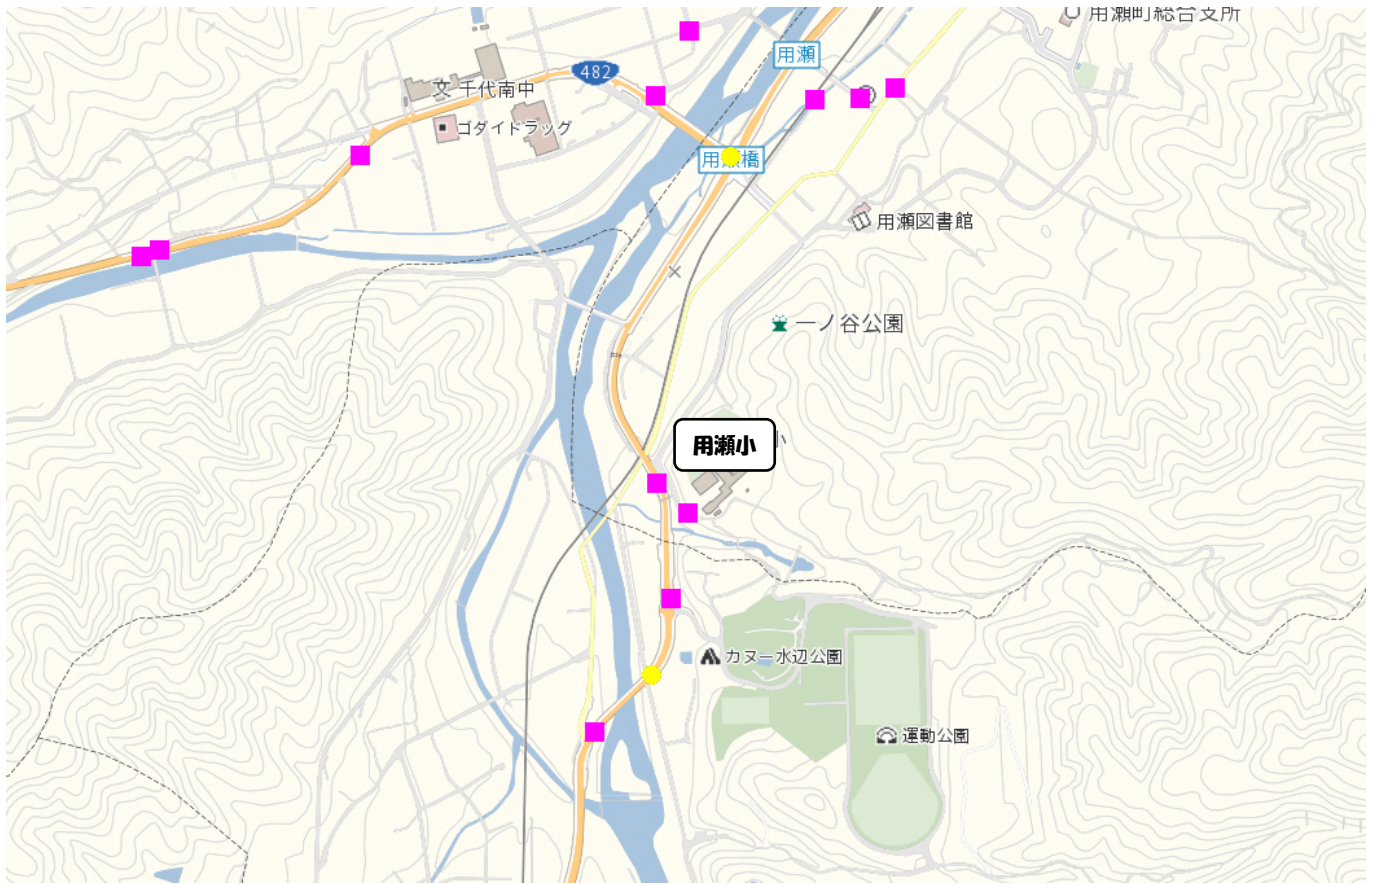 用瀬町総合支所
用瀬
482
文 千代南中
ゴダイドラッグ
用瀬橋
用瀬図書館
一ノ谷公園
用瀬小
小
カヌー水辺公園
運動公園